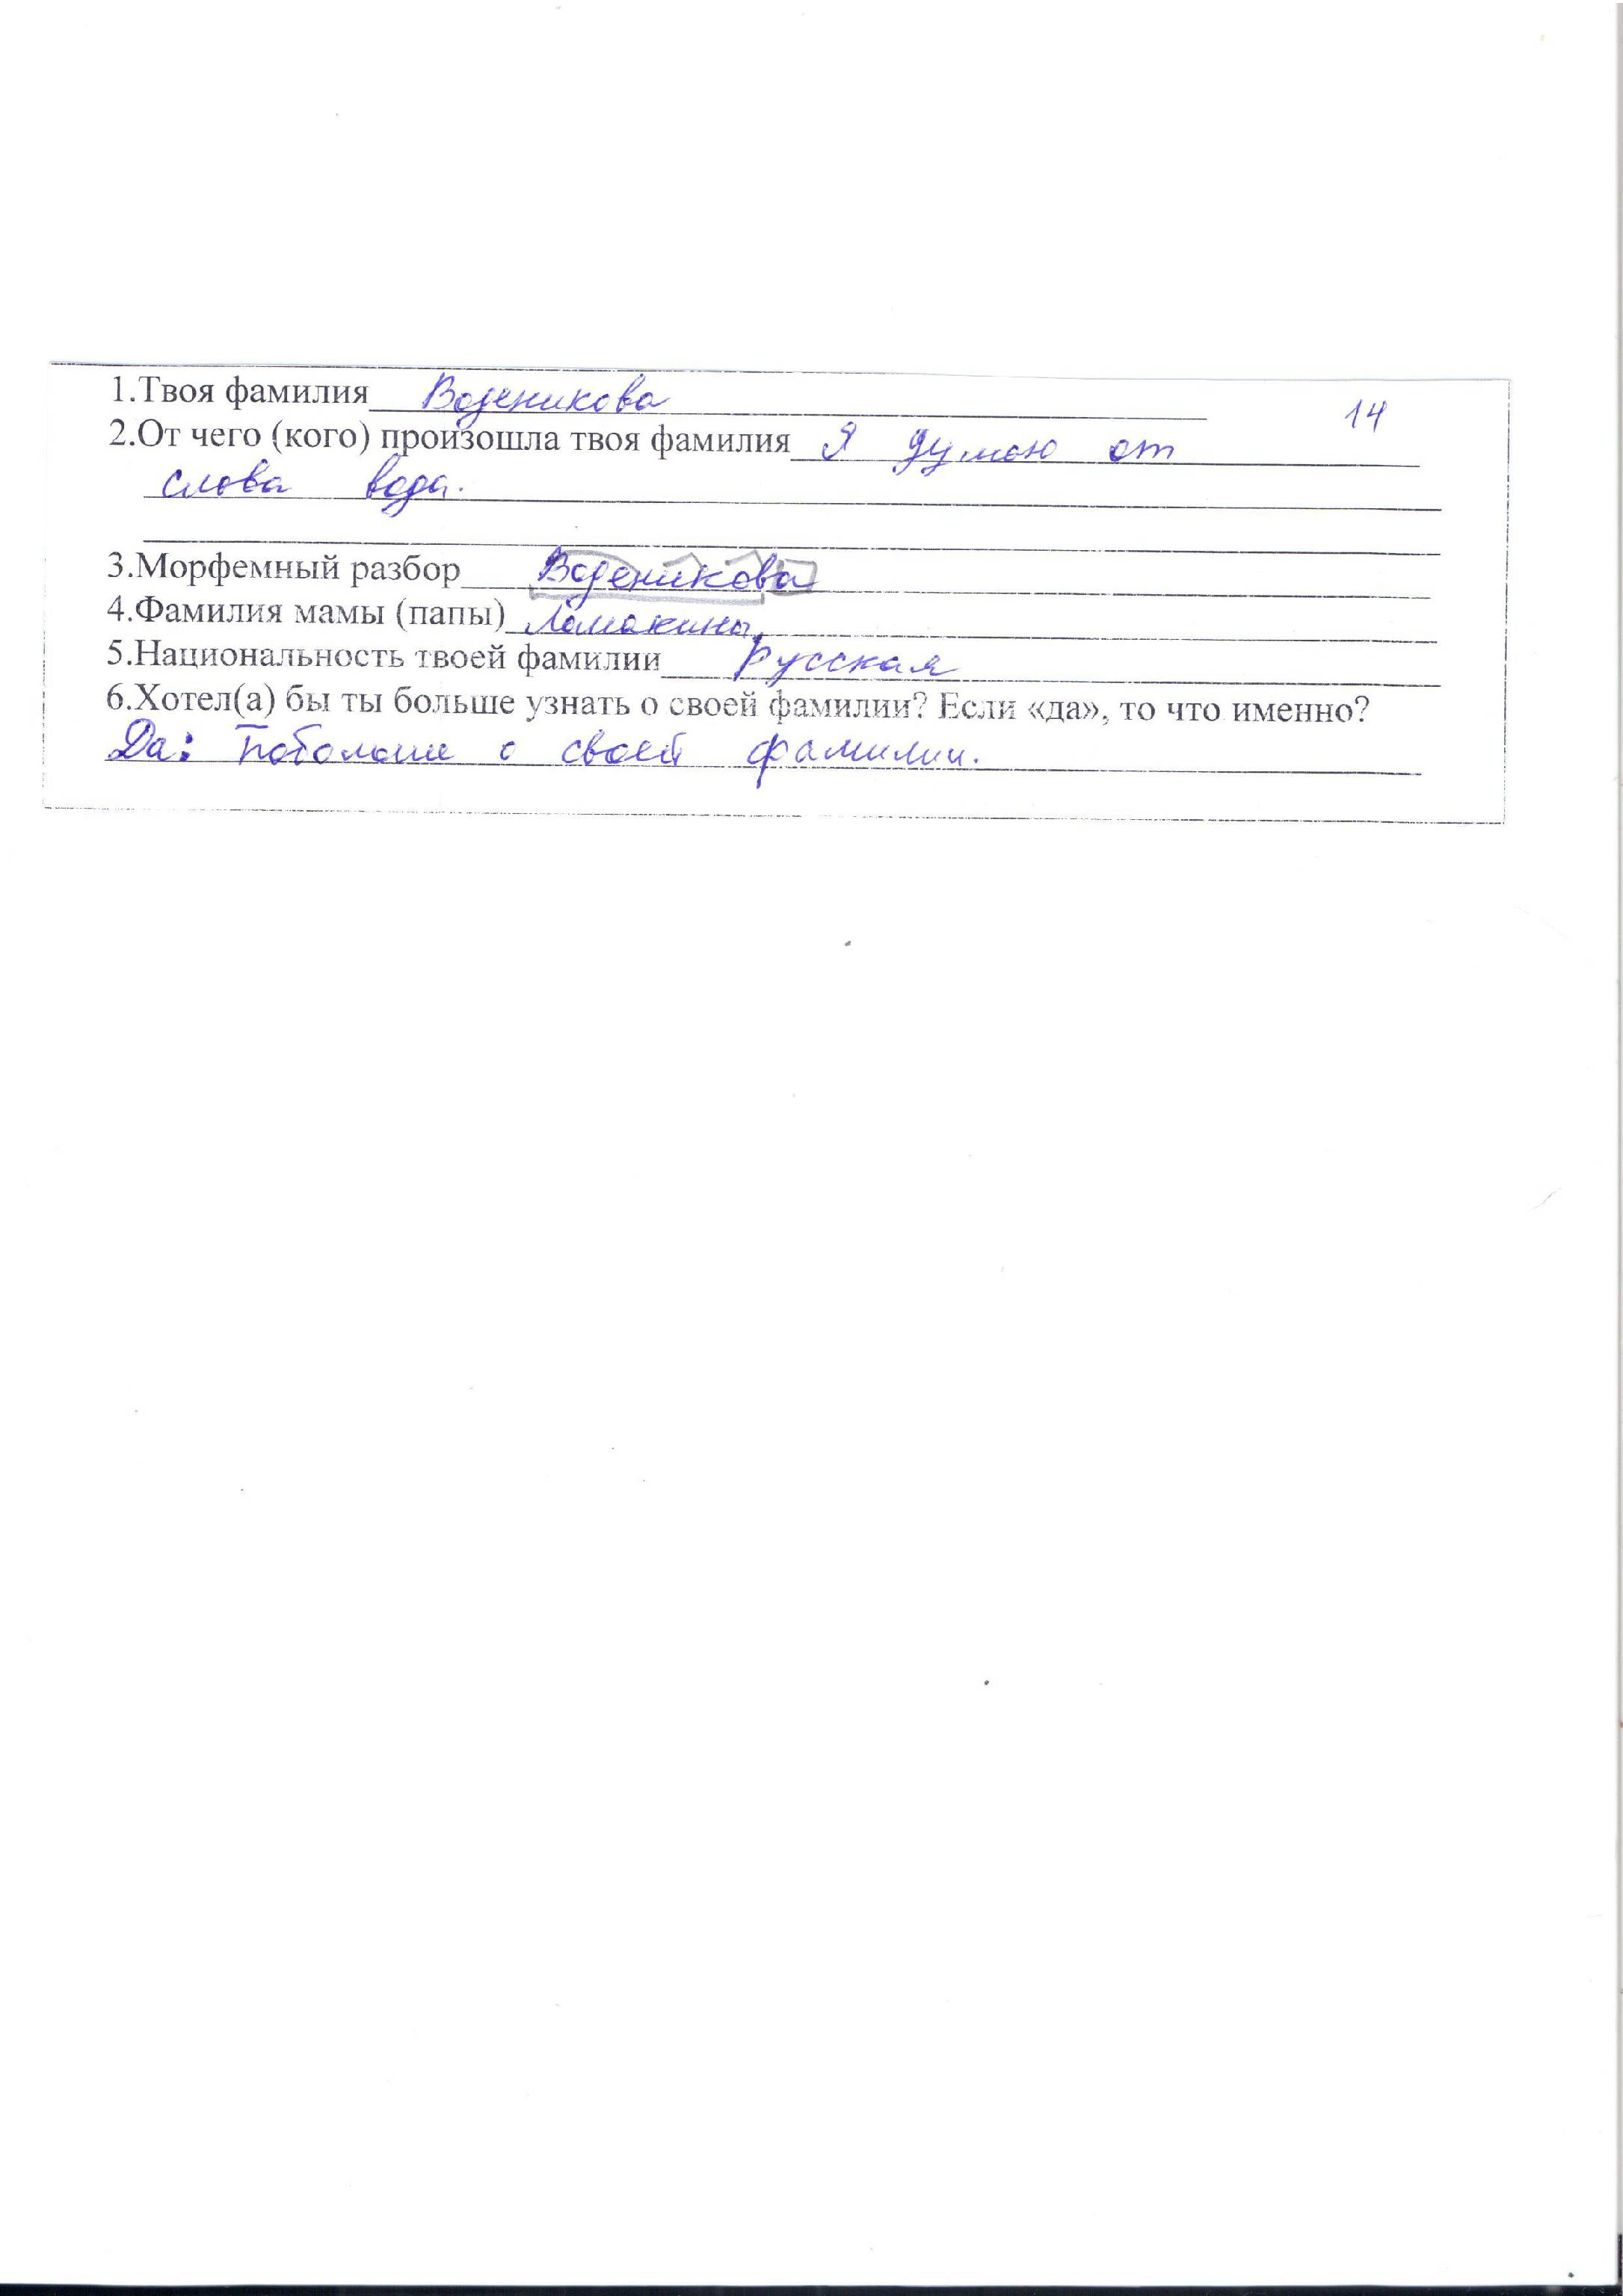 1.Твоя фамилия Воденикова 14
2.От чего (кого) произошла твоя фамилия Я думаю от
слова вода.
3.Морфемный разбор Воденикова
4.Фамилия мамы (папы) Ломакины
5.Национальность твоей фамилии Русская
6.Хотел(а) бы ты больше узнать о своей фамилии? Если «да», то что именно?
Да: о своей фамилии.